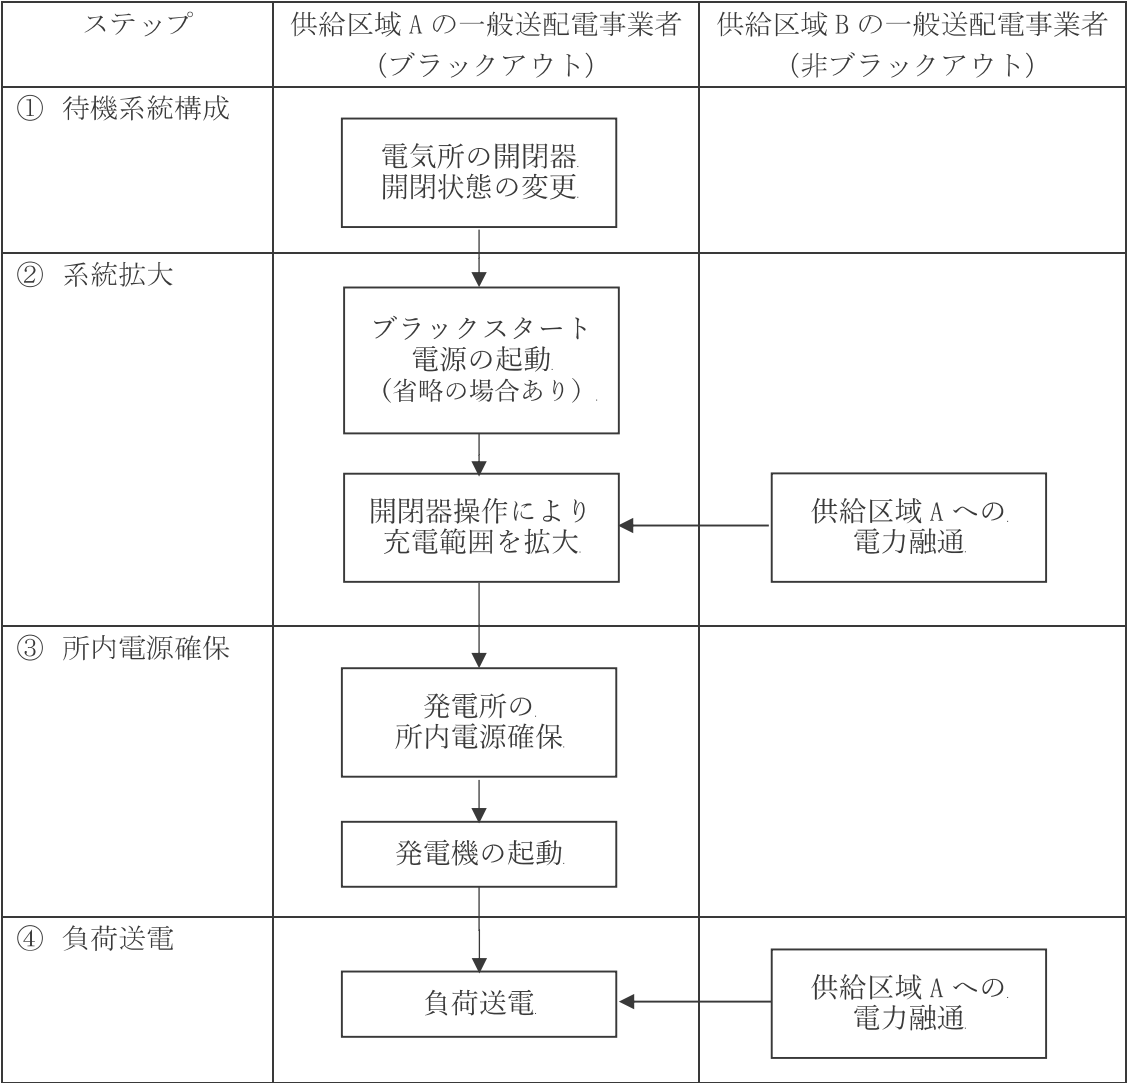 ステップ
供給区域 A の一般送配電事業者
（ブラックアウト）
供給区域 B の一般送配電事業者
（非ブラックアウト）
① 待機系統構成
電気所の開閉器
開閉状態の変更
② 系統拡大
ブラックスタート
電源の起動
（省略の場合あり）
開閉器操作により
充電範囲を拡大
供給区域 A への
電力融通
③ 所内電源確保
発電所の
所内電源確保
発電機の起動
④ 負荷送電
負荷送電
供給区域 A への
電力融通